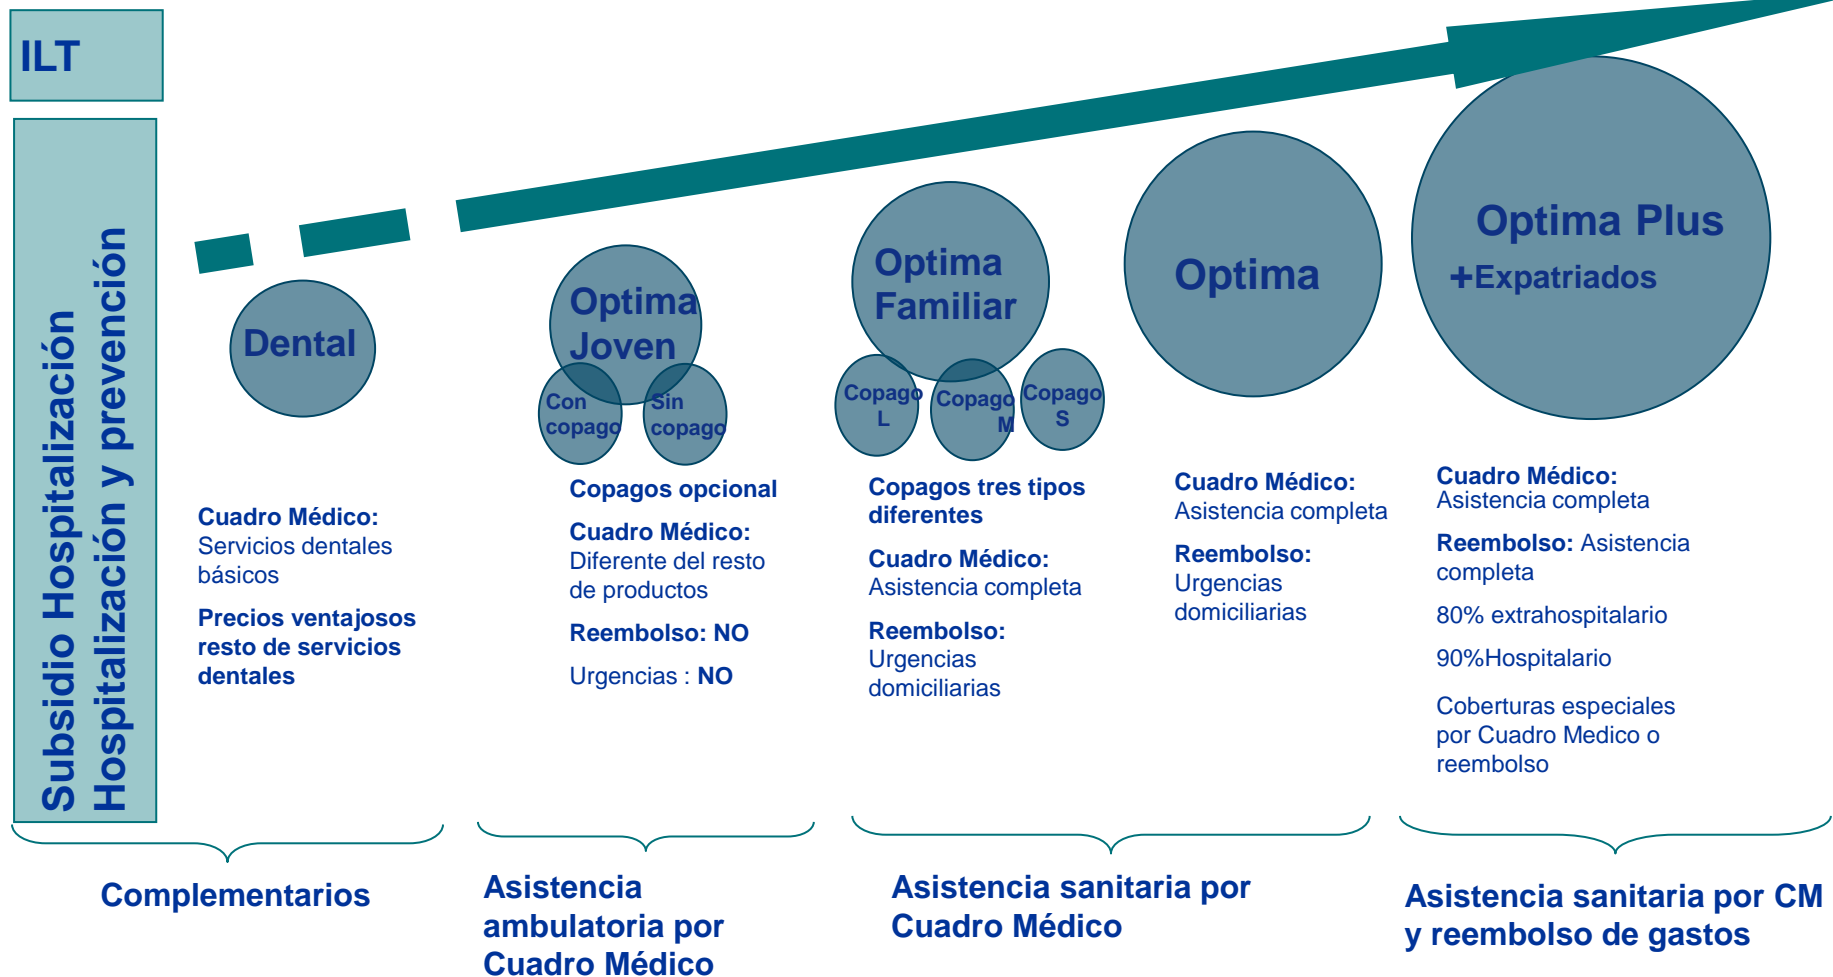 ILT
Subsidio Hospitalización
Hospitalización y prevención
Dental
Cuadro Médico:
Servicios dentales
básicos
Precios ventajosos
resto de servicios
dentales
Optima
Joven
Con
copago
Sin
copago
Copagos opcional
Cuadro Médico:
Diferente del resto
de productos
Reembolso: NO
Urgencias : NO
Optima
Familiar
Copago
L
Copago
M
Copago
S
Copagos tres tipos
diferentes
Cuadro Médico:
Asistencia completa
Reembolso:
Urgencias
domiciliarias
Optima
Cuadro Médico:
Asistencia completa
Reembolso:
Urgencias
domiciliarias
Optima Plus
+Expatriados
Cuadro Médico:
Asistencia completa
Reembolso: Asistencia
completa
80% extrahospitalario
90%Hospitalario
Coberturas especiales
por Cuadro Medico o
reembolso
Complementarios
Asistencia
ambulatoria por
Cuadro Médico
Asistencia sanitaria por
Cuadro Médico
Asistencia sanitaria por CM
y reembolso de gastos